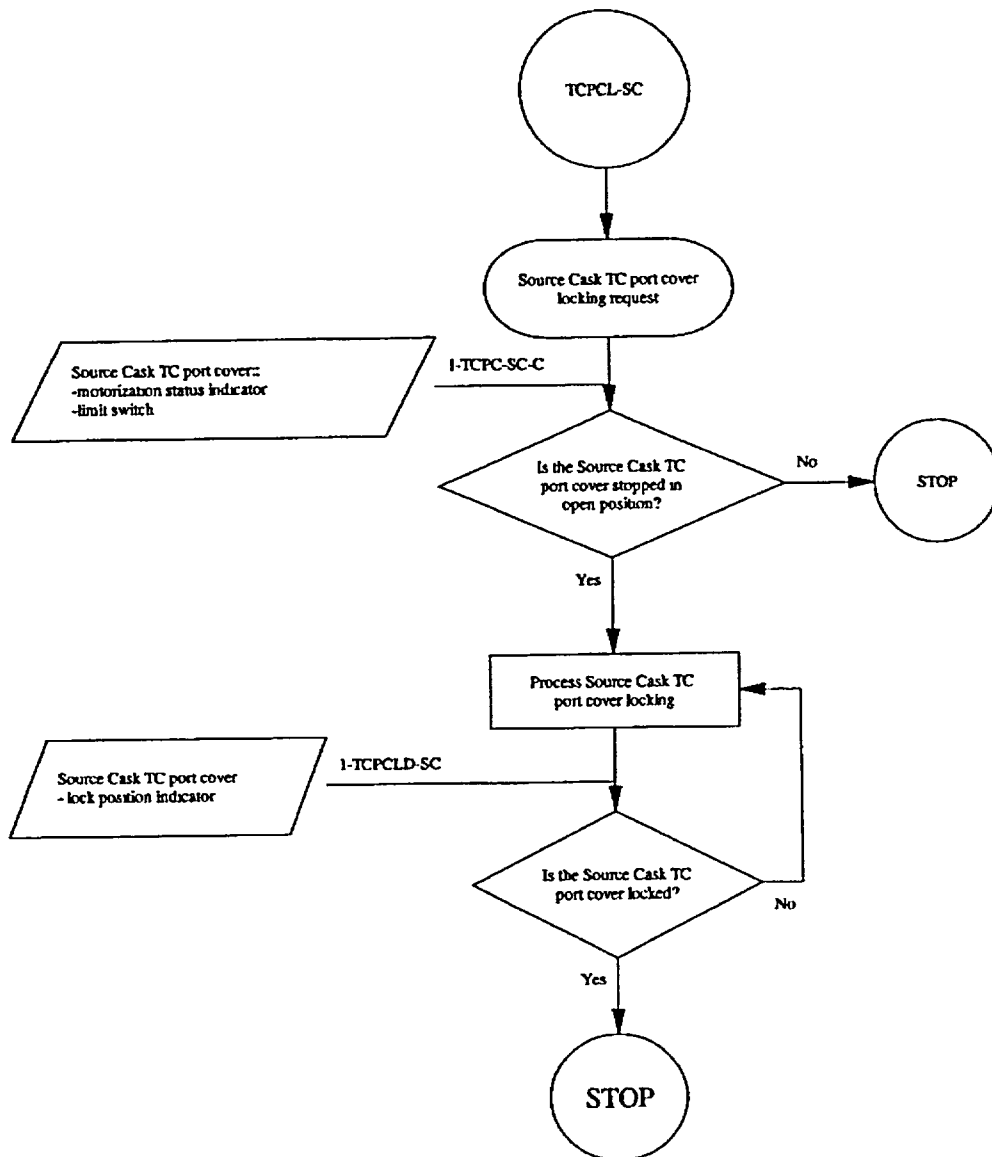 TCPCL-SC
Source Cask TC port cover
locking request
1-TCPC-SC-C
Source Cask TC port cover::
-motorization status indicator
-limit switch
Is the Source Cask TC
port cover stopped in
open position?
No
STOP
Yes
Process Source Cask TC
port cover locking
1-TCPCLD-SC
Source Cask TC port cover
- lock position indicator
Is the Source Cask TC
port cover locked?
No
Yes
STOP